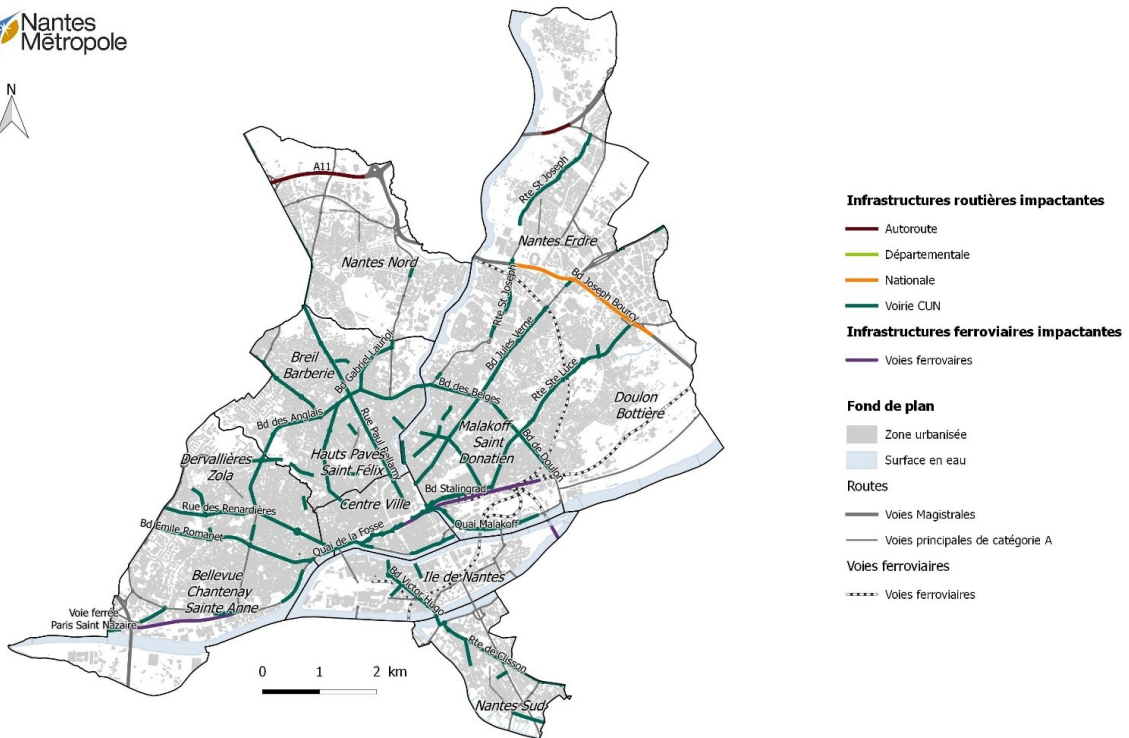 Nantes
Métropole
N
A11
Rte St Joseph
Nantes Erdre
Nantes Nord
Bd Joseph Bourcy
Rte St Joseph
Bd Jules Verne
Breil
Barberie
Bd Gabriel Lauriol
Bd des Belges
Rte Ste Luce
Doulon
Bottière
Bd des Anglais
Rue Paul Bellamy
Malakoff
Saint
Donatien
Bd de Doulon
Dervallières
Zola
Hauts Pavés
Saint Félix
Bd Stalingrad
Centre Ville
Rue des Renardières
Quai Malakoff
Bd Emile Romanet
Quai de la Fosse
Bellevue
Chantenay
Sainte Anne
Ile de Nantes
Bd Victor Hugo
Voie ferrée
Paris Saint Nazaire
Rte de Clisson
Nantes Sud
0 1 2 km
Infrastructures routières impactantes
Autoroute
Départementale
Nationale
Voirie CUN
Infrastructures ferroviaires impactantes
Voies ferrovaires
Fond de plan
Zone urbanisée
Surface en eau
Routes
Voies Magistrales
Voies principales de catégorie A
Voies ferroviaires
Voies ferroviaires